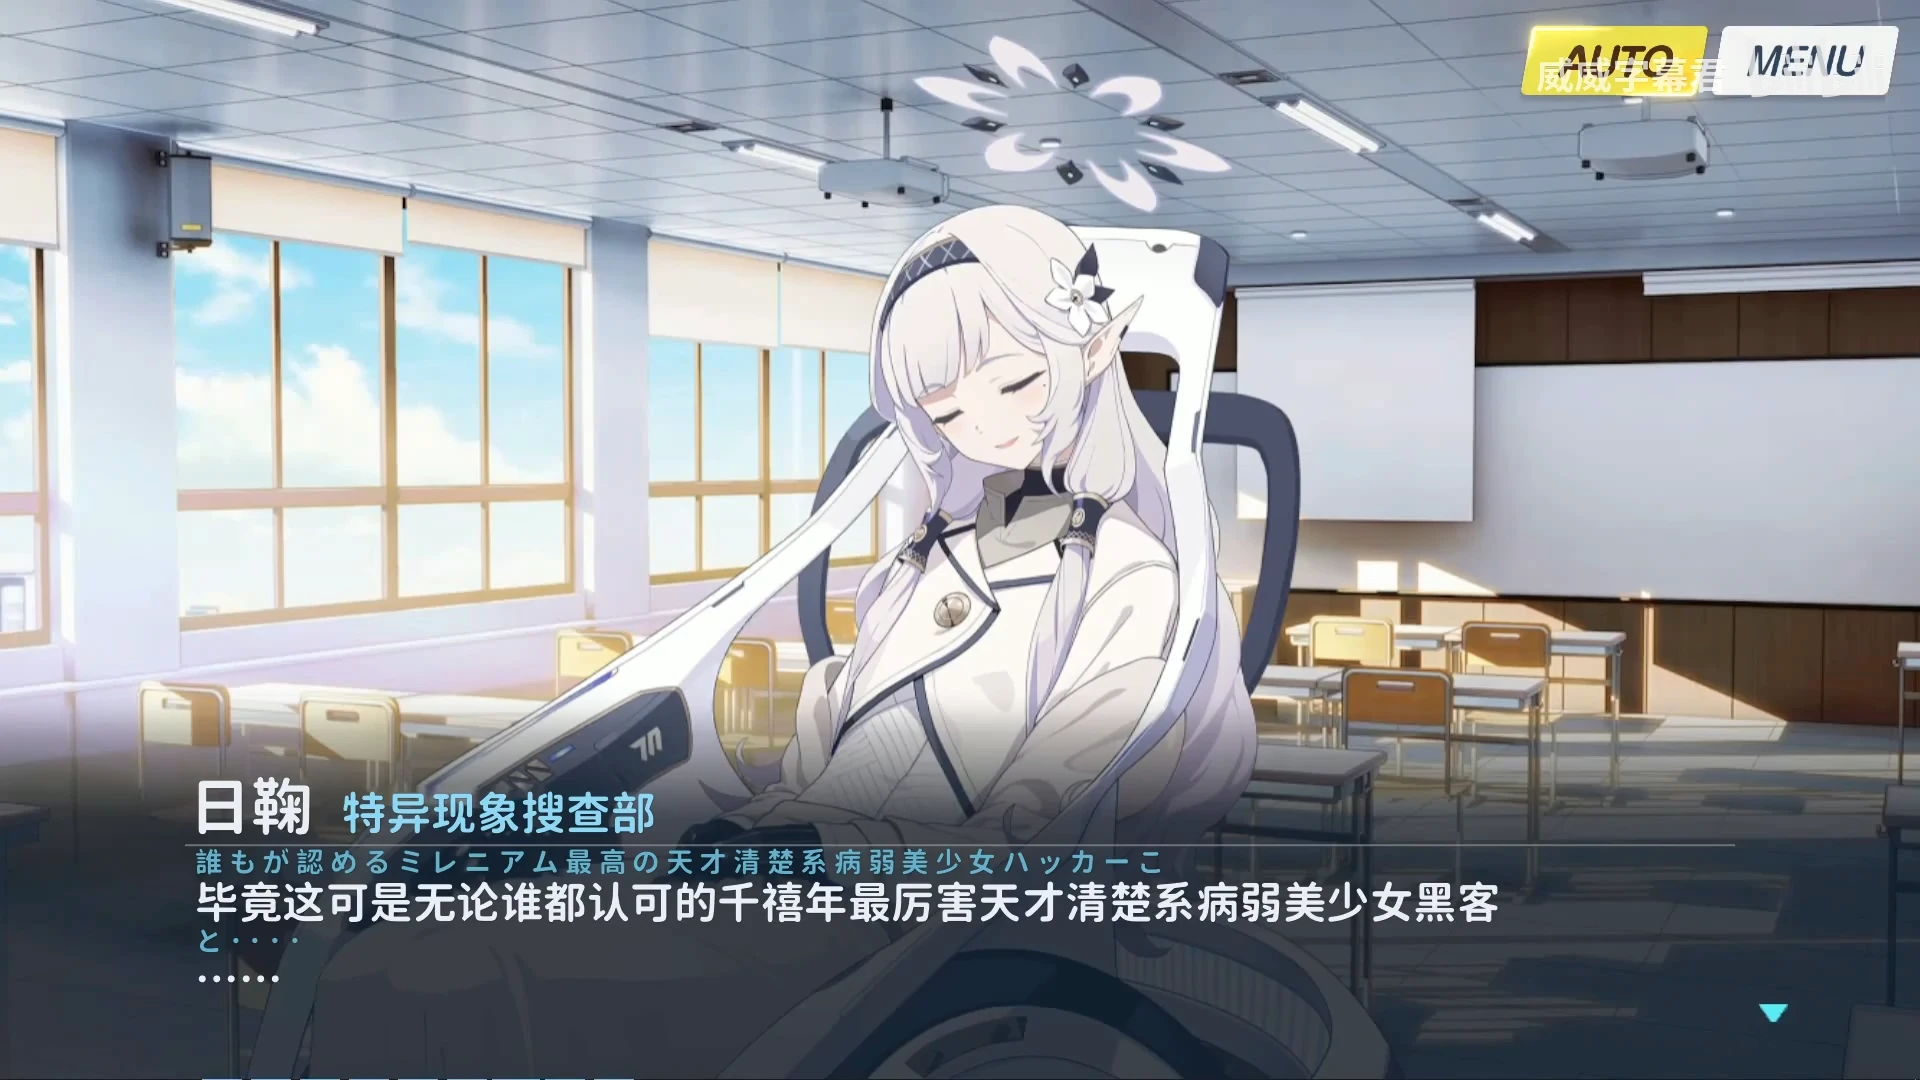 AUTO MENU
威威字幕君
日鞠 特异现象搜查部
誰もが認めるミレニアム最高の天才清楚系病弱美少女ハッカーこ
毕竟这可是无论谁都认可的千禧年最厉害天才清楚系病弱美少女黑客
と・・・・
......